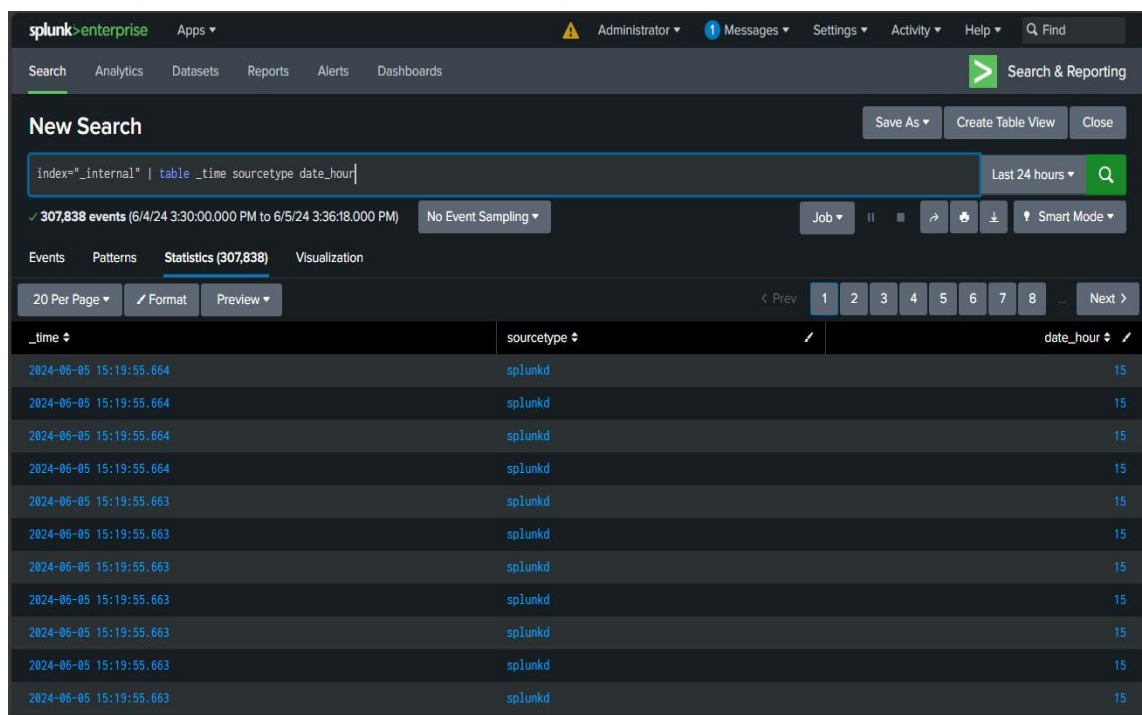 splunk>enterprise Apps Administrator 1 Messages Settings Activity Help Find
Search Analytics Datasets Reports Alerts Dashboards > Search & Reporting
New Search Save As Create Table View Close
index="_internal" | table _time sourcetype date_hour Last 24 hours
✓ 307,838 events (6/4/24 3:30:00.000 PM to 6/5/24 3:36:18.000 PM) No Event Sampling Job Smart Mode
Events Patterns Statistics (307,838) Visualization
20 Per Page Format Preview < Prev 1 2 3 4 5 6 7 8 ... Next >
_time sourcetype date_hour
2024-06-05 15:19:55.664 splunkd 15
2024-06-05 15:19:55.664 splunkd 15
2024-06-05 15:19:55.664 splunkd 15
2024-06-05 15:19:55.664 splunkd 15
2024-06-05 15:19:55.663 splunkd 15
2024-06-05 15:19:55.663 splunkd 15
2024-06-05 15:19:55.663 splunkd 15
2024-06-05 15:19:55.663 splunkd 15
2024-06-05 15:19:55.663 splunkd 15
2024-06-05 15:19:55.663 splunkd 15
2024-06-05 15:19:55.663 splunkd 15